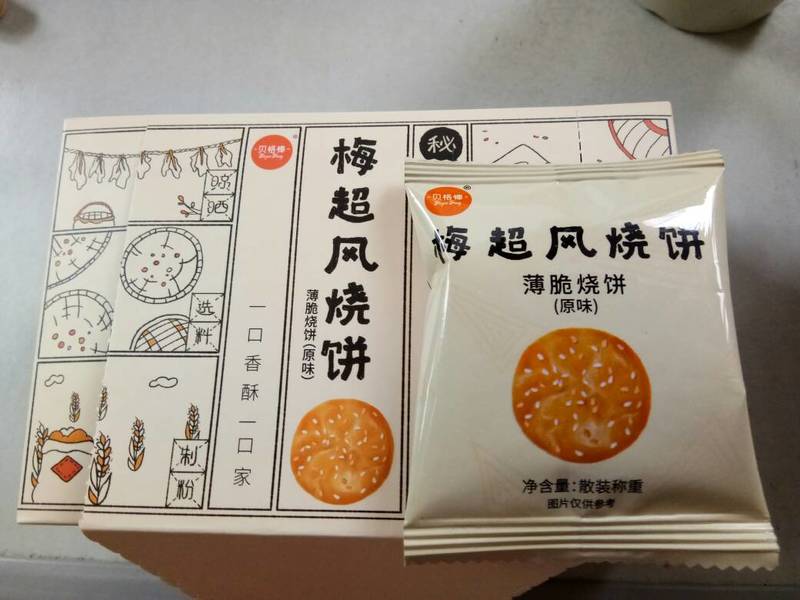 晾
晒
选
料
制
粉
贝格棒
一口香酥一口家
梅超风烧饼
薄脆烧饼(原味)
秘
贝格棒
梅超风烧饼
薄脆烧饼
(原味)
净含量:散装称重
图片仅供参考